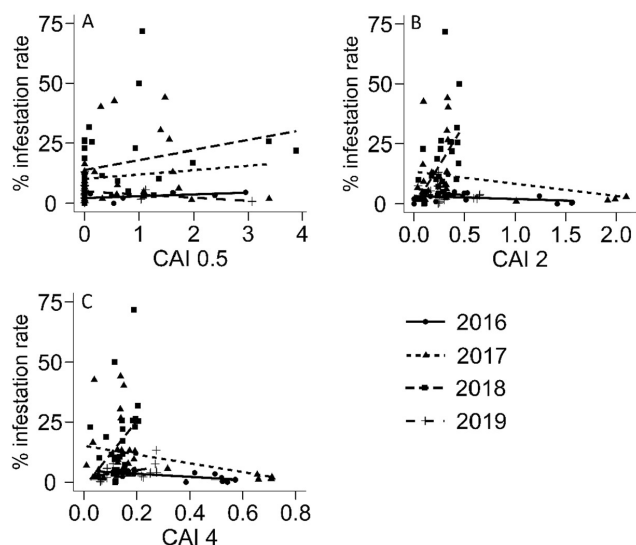 A
75
50
25
0
% infestation rate
0 1 2 3 4
CAI 0.5
B
75
50
25
0
% infestation rate
0.0 0.5 1.0 1.5 2.0
CAI 2
C
75
50
25
0
% infestation rate
0.0 0.2 0.4 0.6 0.8
CAI 4
2016
2017
2018
2019